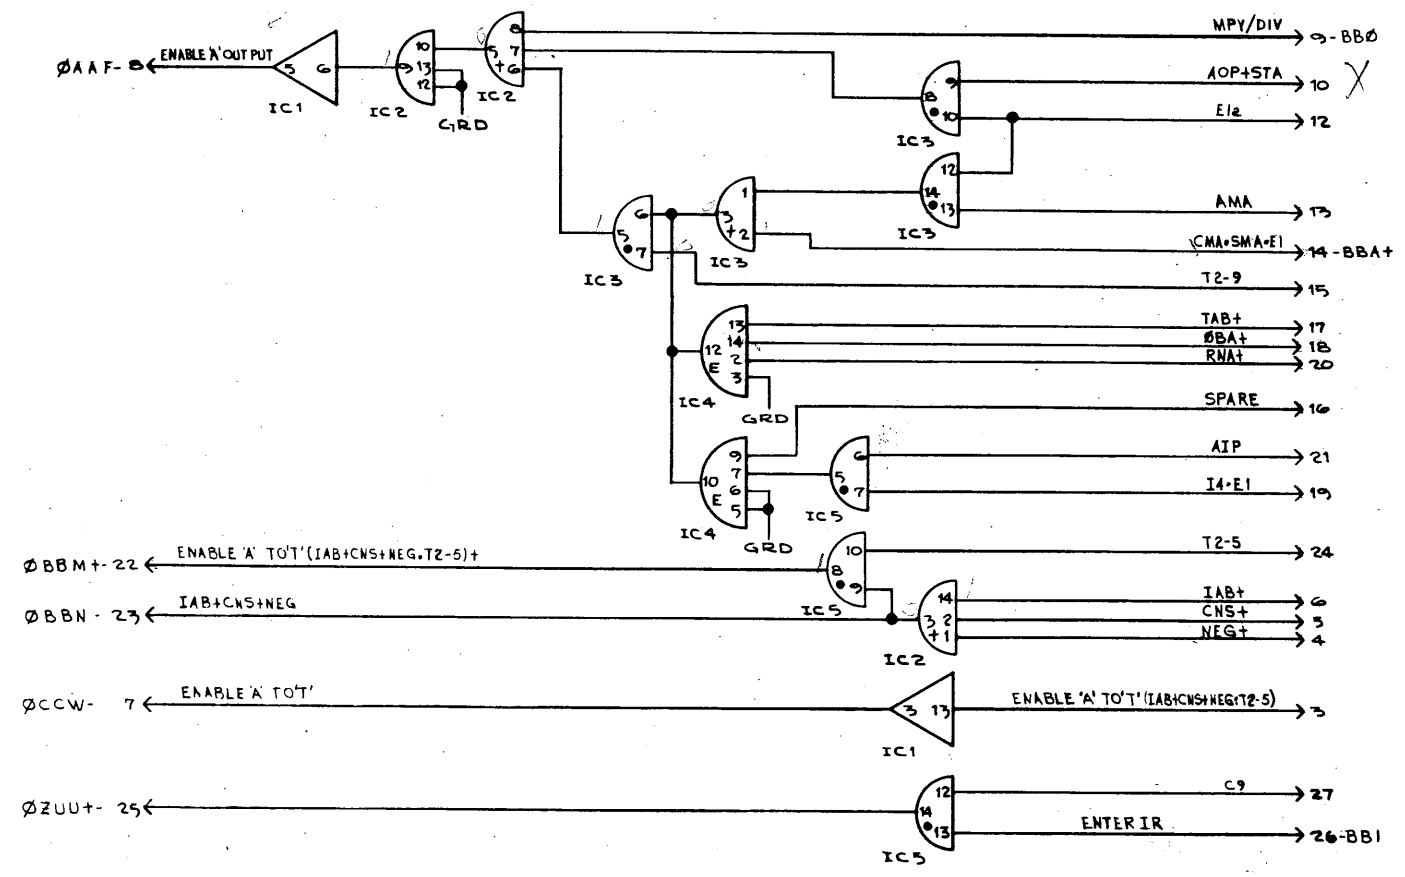 MPY/DIV
9-BBØ
ØAAF-8
ENABLE 'A' OUTPUT
5 6
IC1
9 10 13 12
IC2
GRD
5 + 8 7 6
IC2
AOP+STA
10
X
E12
12
8 • 9 10
IC3
14 • 12 13
IC3
AMA
13
CMA•SMA•E1
14-BBA+
3 + 1 2
IC3
5 • 6 7
IC3
T2-9
15
TAB+
17
ØBA+
18
RNA+
20
12 E 13 14 2 3
IC4
GRD
SPARE
16
AIP
21
I4•E1
19
5 • 6 7
IC5
10 E 9 7 6 5
IC4
GRD
ØBBM+-22
ENABLE 'A' TO 'T' (IAB+CNS+NEG•T2-5)+
T2-5
24
8 • 10 9
IC5
ØBBN-23
IAB+CNS+NEG
IAB+
6
CNS+
5
NEG+
4
3 + 14 2 1
IC2
ØCCW- 7
ENABLE 'A' TO 'T'
3 13
IC1
ENABLE 'A' TO 'T' (IAB+CNS+NEG•T2-5)
3
ØZUU+-25
14 • 12 13
IC5
C9
27
ENTER IR
26-BB1